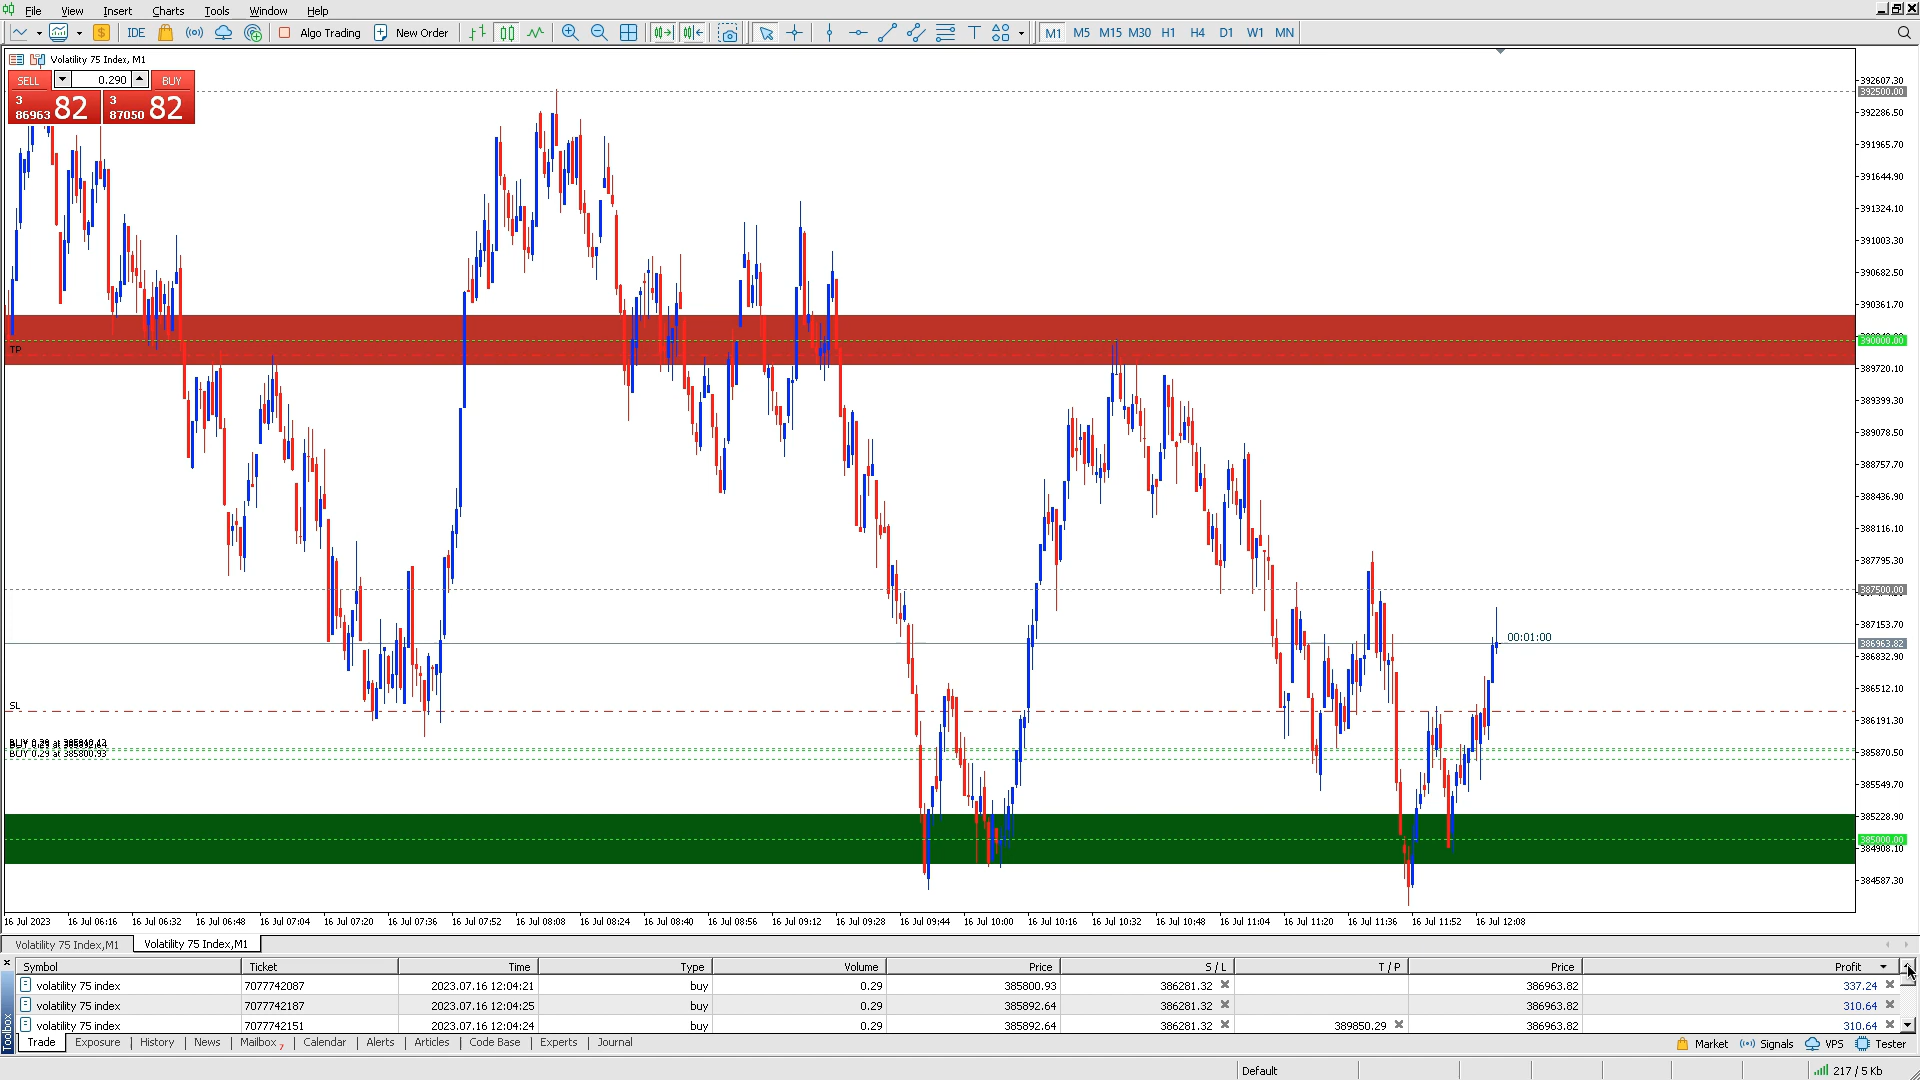 File View Insert Charts Tools Window Help
IDE Algo Trading New Order M1 M5 M15 M30 H1 H4 D1 W1 MN
Volatility 75 Index, M1
SELL 0.290 BUY
3 86963 82 3 87050 82
392607.30
392500.00
392286.50
391965.70
391644.90
391324.10
391003.30
390682.50
390361.70
390000.00
TP
389720.10
389399.30
389078.50
388757.70
388436.90
388116.10
387795.30
387500.00
387153.70
00:01:00
386963.82
386832.90
386512.10
SL
386191.30
385870.50
BUY 0.29 at 385800.93
385549.70
385228.90
385000.00
384908.10
384587.30
16 Jul 2023 16 Jul 06:16 16 Jul 06:32 16 Jul 06:48 16 Jul 07:04 16 Jul 07:20 16 Jul 07:36 16 Jul 07:52 16 Jul 08:08 16 Jul 08:24 16 Jul 08:40 16 Jul 08:56 16 Jul 09:12 16 Jul 09:28 16 Jul 09:44 16 Jul 10:00 16 Jul 10:16 16 Jul 10:32 16 Jul 10:48 16 Jul 11:04 16 Jul 11:20 16 Jul 11:36 16 Jul 11:52 16 Jul 12:08
Volatility 75 Index,M1 Volatility 75 Index,M1
Symbol Ticket Time Type Volume Price S / L T / P Price Profit
volatility 75 index 7077742087 2023.07.16 12:04:21 buy 0.29 385800.93 386281.32 386963.82 337.24
volatility 75 index 7077742187 2023.07.16 12:04:25 buy 0.29 385892.64 386281.32 386963.82 310.64
volatility 75 index 7077742151 2023.07.16 12:04:24 buy 0.29 385892.64 386281.32 389850.29 386963.82 310.64
Toolbox
Trade Exposure History News Mailbox 7 Calendar Alerts Articles Code Base Experts Journal Market Signals VPS Tester
Default 217 / 5 Kb